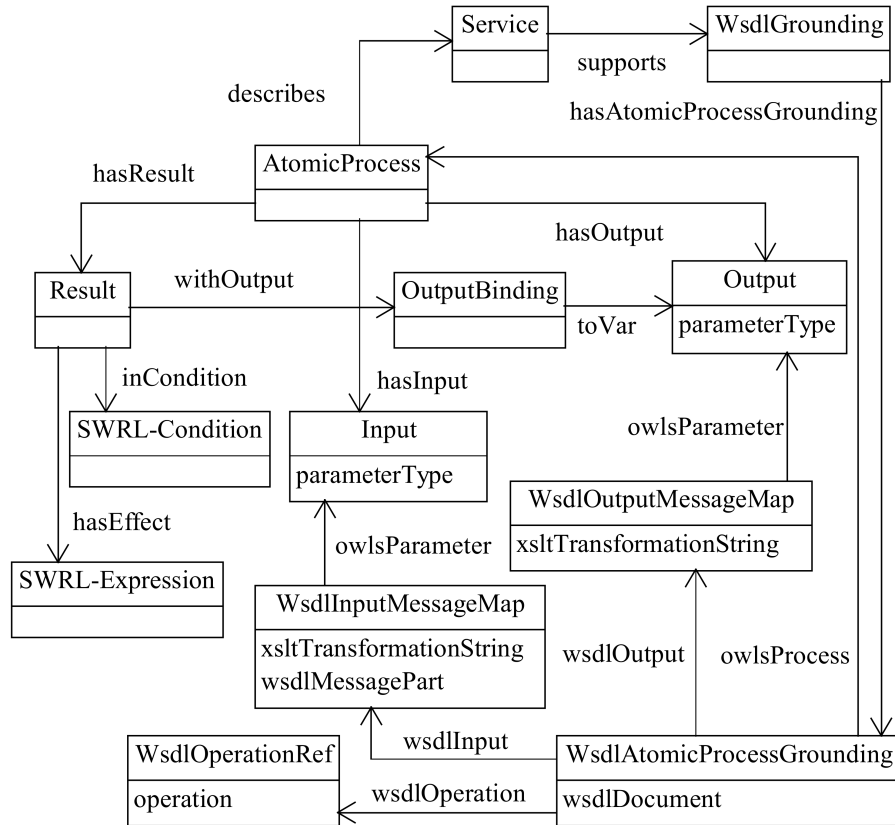 Service
WsdlGrounding
supports
describes
hasAtomicProcessGrounding
AtomicProcess
hasResult
hasOutput
Result
withOutput
OutputBinding
toVar
Output
parameterType
inCondition
hasInput
SWRL-Condition
Input
parameterType
owlsParameter
WsdlOutputMessageMap
xsltTransformationString
hasEffect
owlsParameter
SWRL-Expression
WsdlInputMessageMap
xsltTransformationString
wsdlMessagePart
wsdlOutput
owlsProcess
wsdlInput
WsdlOperationRef
operation
wsdlOperation
WsdlAtomicProcessGrounding
wsdlDocument